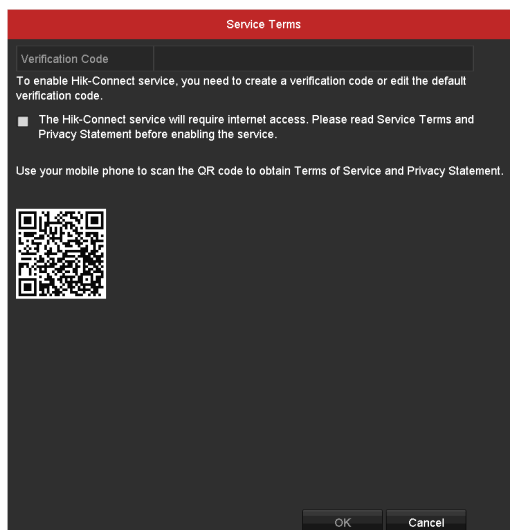 Service Terms
Verification Code
To enable Hik-Connect service, you need to create a verification code or edit the default
verification code.
The Hik-Connect service will require internet access. Please read Service Terms and
Privacy Statement before enabling the service.
Use your mobile phone to scan the QR code to obtain Terms of Service and Privacy Statement.
OK Cancel